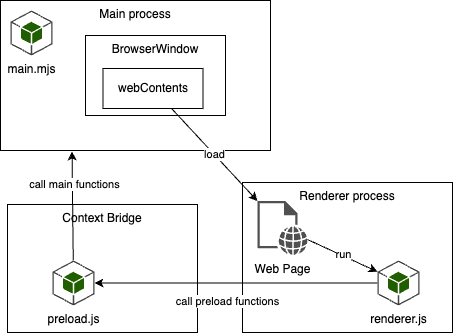 Main process
main.mjs
BrowserWindow
webContents
load
call main functions
Renderer process
Context Bridge
run
Web Page
call preload functions
preload.js
renderer.js